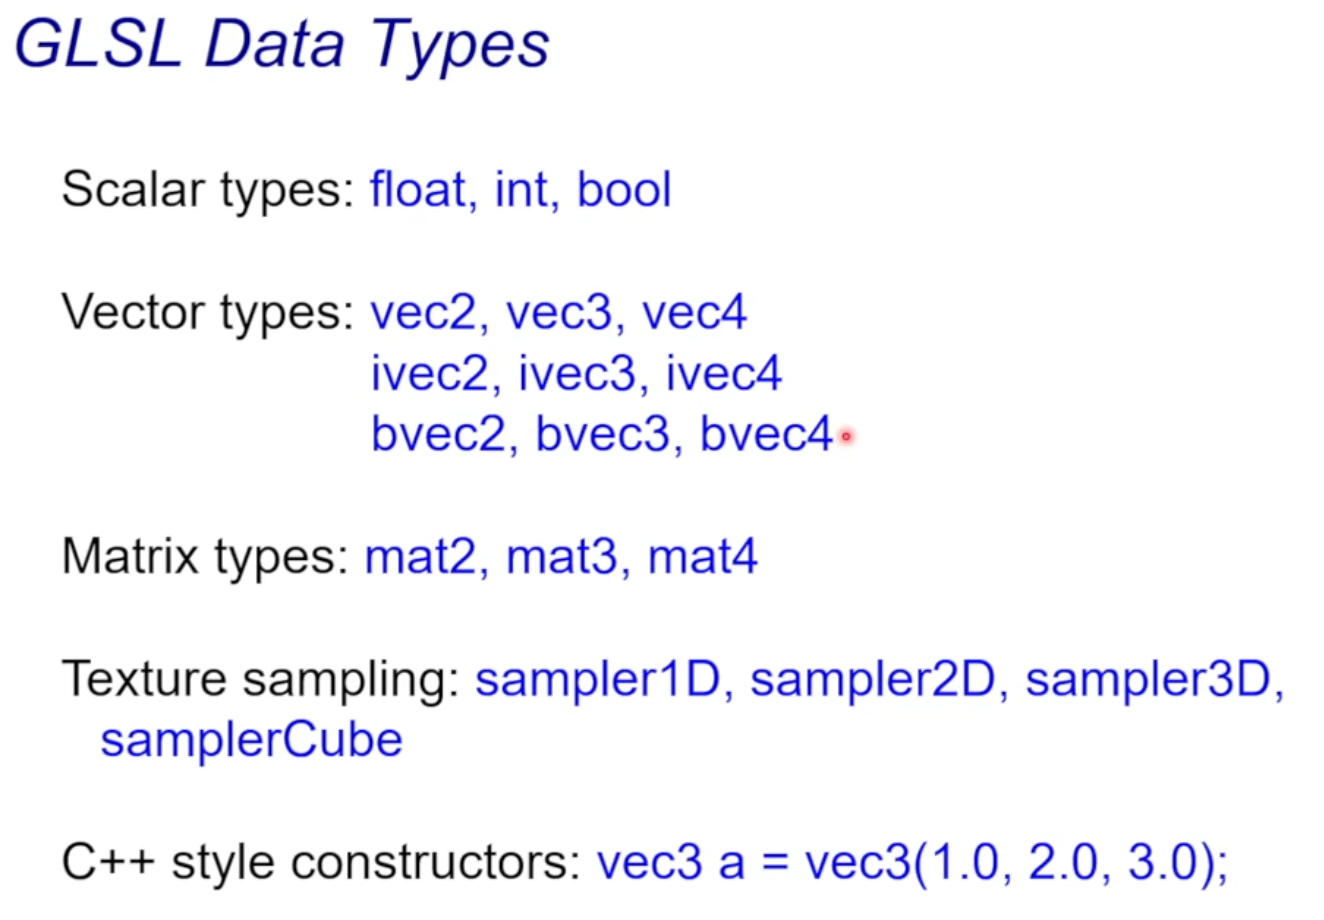 GLSL Data Types
Scalar types: float, int, bool
Vector types: vec2, vec3, vec4
ivec2, ivec3, ivec4
bvec2, bvec3, bvec4
Matrix types: mat2, mat3, mat4
Texture sampling: sampler1D, sampler2D, sampler3D,
samplerCube
C++ style constructors: vec3 a = vec3(1.0, 2.0, 3.0);